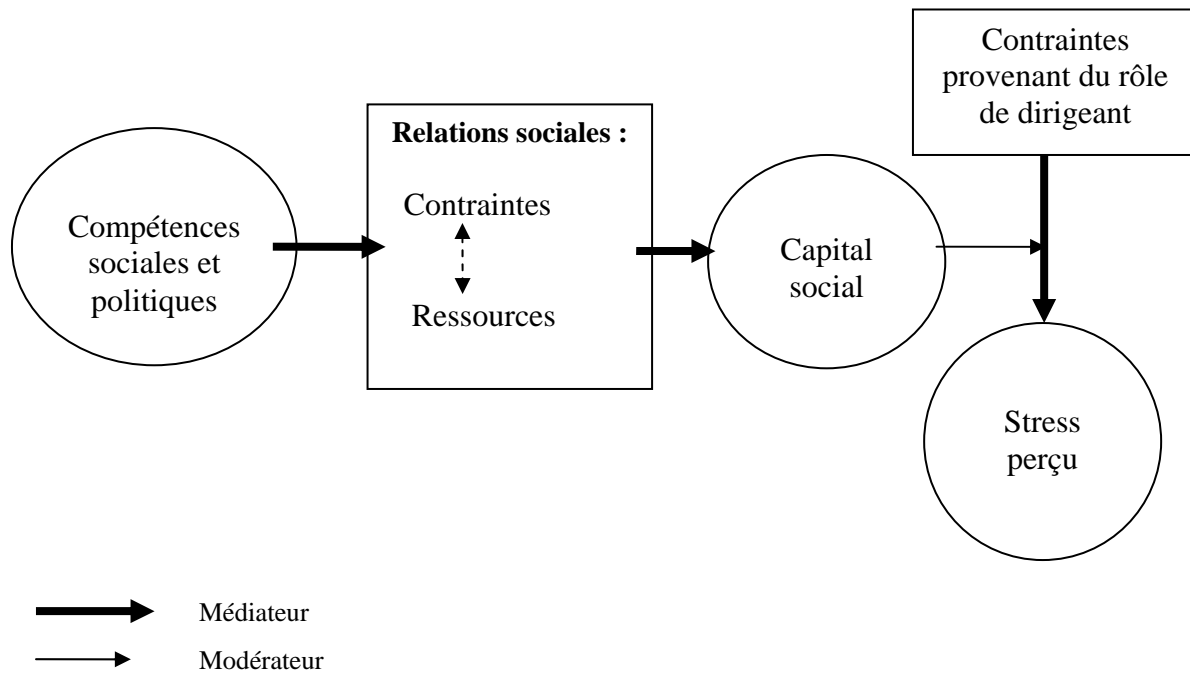 Contraintes
provenant du rôle
de dirigeant
Relations sociales :
Contraintes
Ressources
Compétences
sociales et
politiques
Capital
social
Stress
perçu
Médiateur
Modérateur